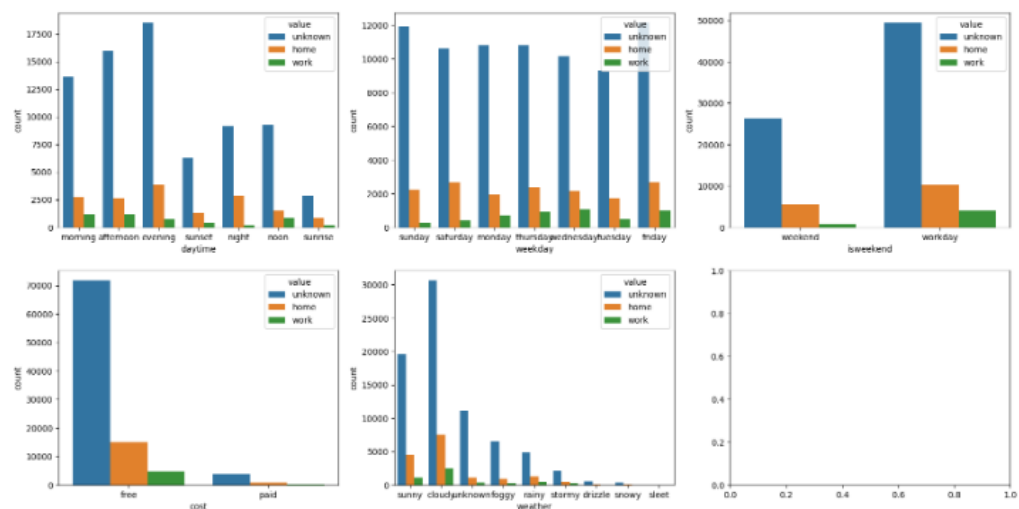 value
unknown
home
work
17500
15000
12500
10000
7500
5000
2500
0
count
morning afternoon evening sunset night noon sunrise
daytime
value
unknown
home
work
12000
10000
8000
6000
4000
2000
0
count
sunday saturday monday thursday wednesday tuesday friday
weekday
value
unknown
home
work
50000
40000
30000
20000
10000
0
count
weekend workday
isweekend
value
unknown
home
work
70000
60000
50000
40000
30000
20000
10000
0
count
free paid
cost
value
unknown
home
work
30000
25000
20000
15000
10000
5000
0
count
sunny cloudy unknown foggy rainy stormy drizzle snowy sleet
weather
1.0
0.8
0.6
0.4
0.2
0.0
0.0 0.2 0.4 0.6 0.8 1.0